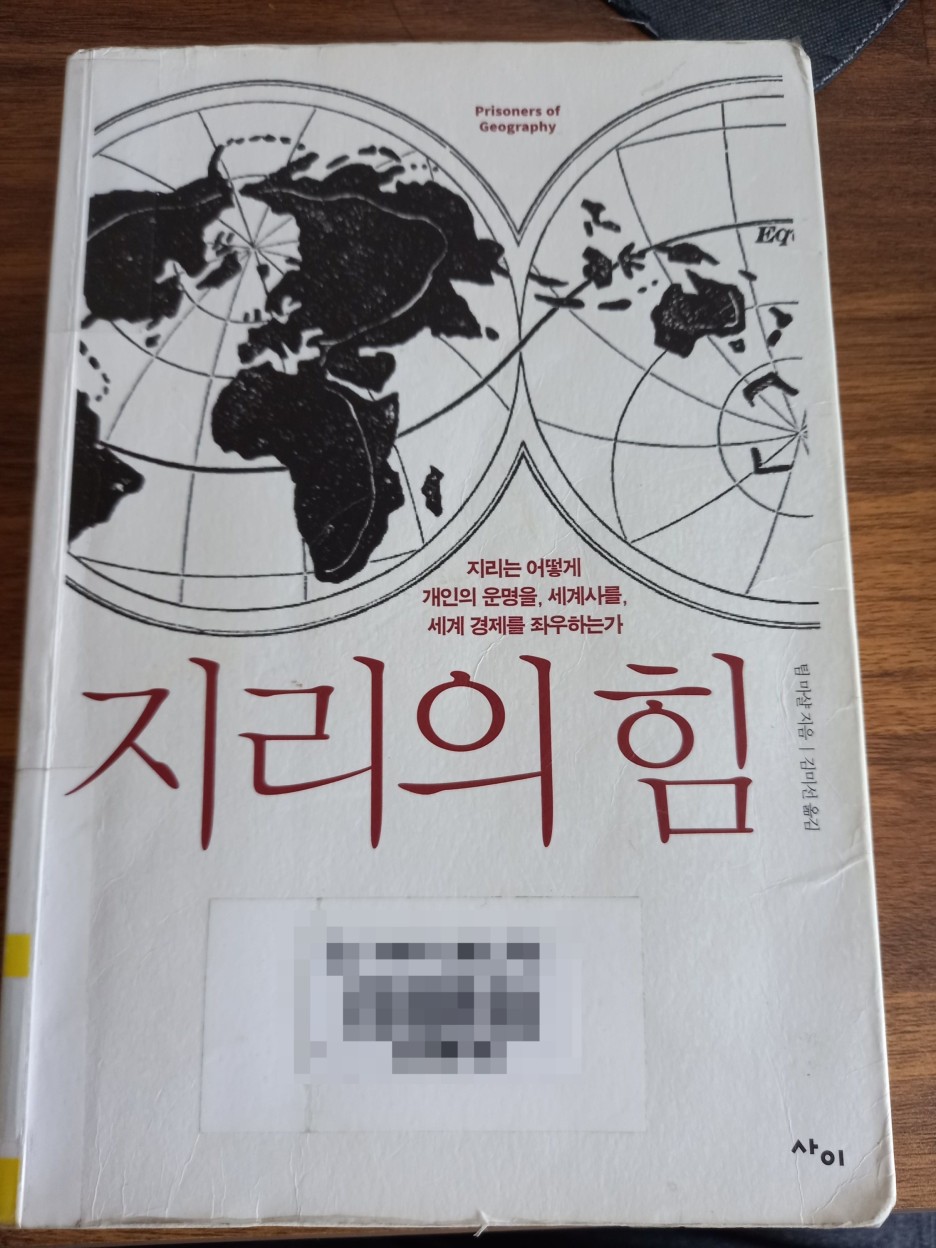 Prisoners of
Geography
Eq
지리는 어떻게
개인의 운명을, 세계사를,
세계 경제를 좌우하는가
지리의 힘
팀 마샬 지음 | 김미선 옮김
사이